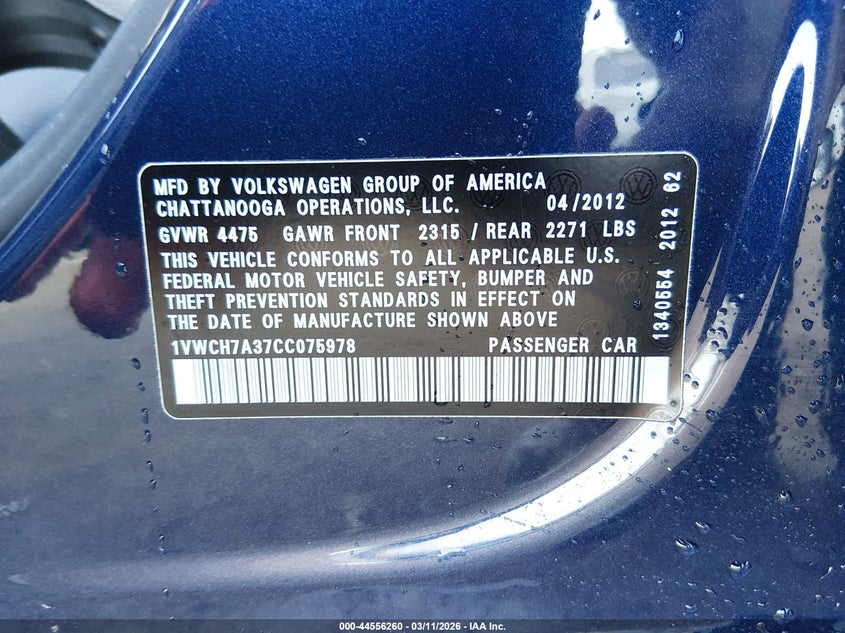 MFD BY VOLKSWAGEN GROUP OF AMERICA
CHATTANOOGA OPERATIONS, LLC. 04/2012
GVWR 4475 GAWR FRONT 2315 / REAR 2271 LBS
THIS VEHICLE CONFORMS TO ALL APPLICABLE U.S.
FEDERAL MOTOR VEHICLE SAFETY, BUMPER AND
THEFT PREVENTION STANDARDS IN EFFECT ON
THE DATE OF MANUFACTURE SHOWN ABOVE
1VWCH7A37CC075978 PASSENGER CAR
1340554 2012 62
000-44556260 - 03/11/2026 - IAA Inc.